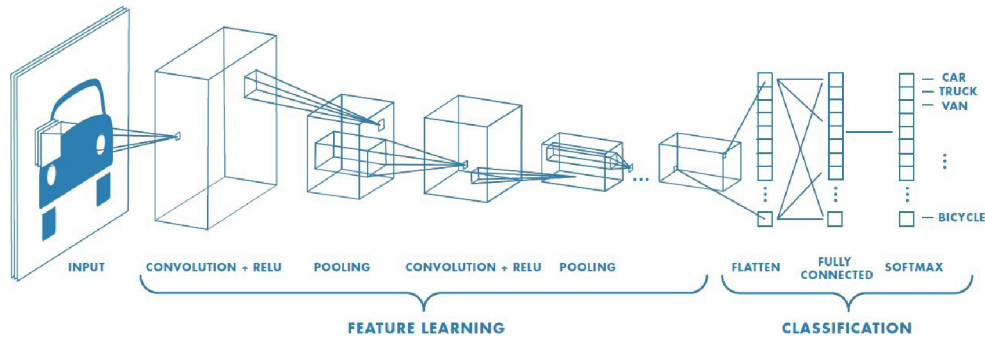 CAR
TRUCK
VAN
BICYCLE
INPUT
CONVOLUTION + RELU
POOLING
CONVOLUTION + RELU
POOLING
FLATTEN
FULLY
CONNECTED
SOFTMAX
FEATURE LEARNING
CLASSIFICATION